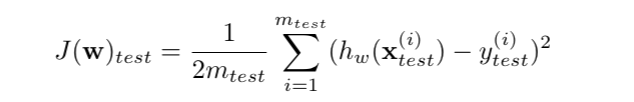 J(𝐰)_{test} = \frac{1}{2m_{test}} \sum_{i=1}^{m_{test}} (h_w(𝐱_{test}^{(i)}) − y_{test}^{(i)})^2